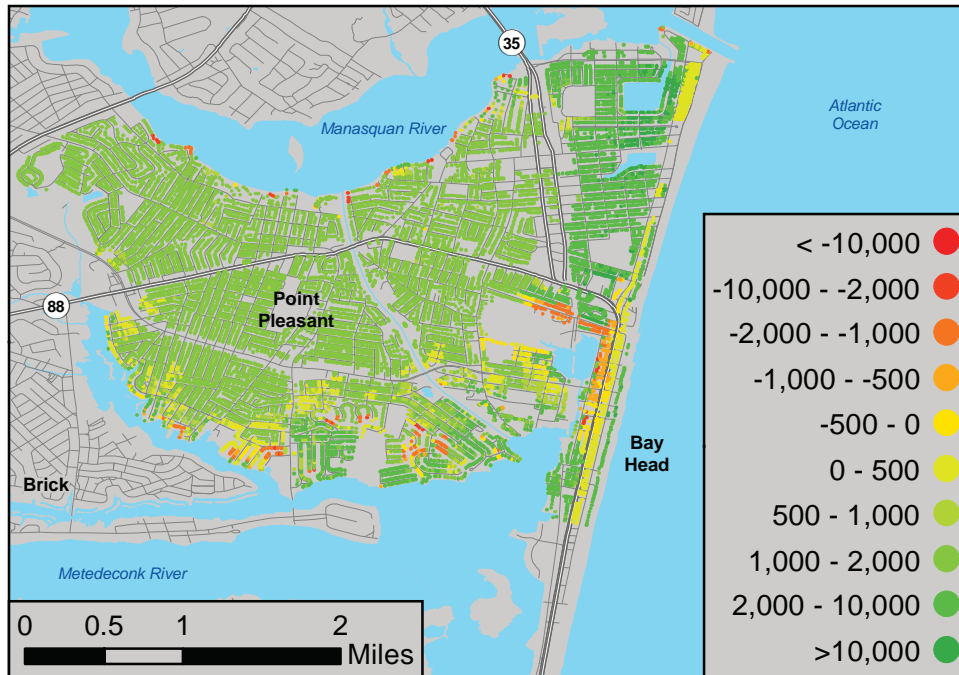 35
Manasquan River
Atlantic
Ocean
88
Point
Pleasant
Bay
Head
Brick
Metedeconk River
< -10,000
-10,000 - -2,000
-2,000 - -1,000
-1,000 - -500
-500 - 0
0 - 500
500 - 1,000
1,000 - 2,000
2,000 - 10,000
>10,000
0 0.5 1 2
Miles